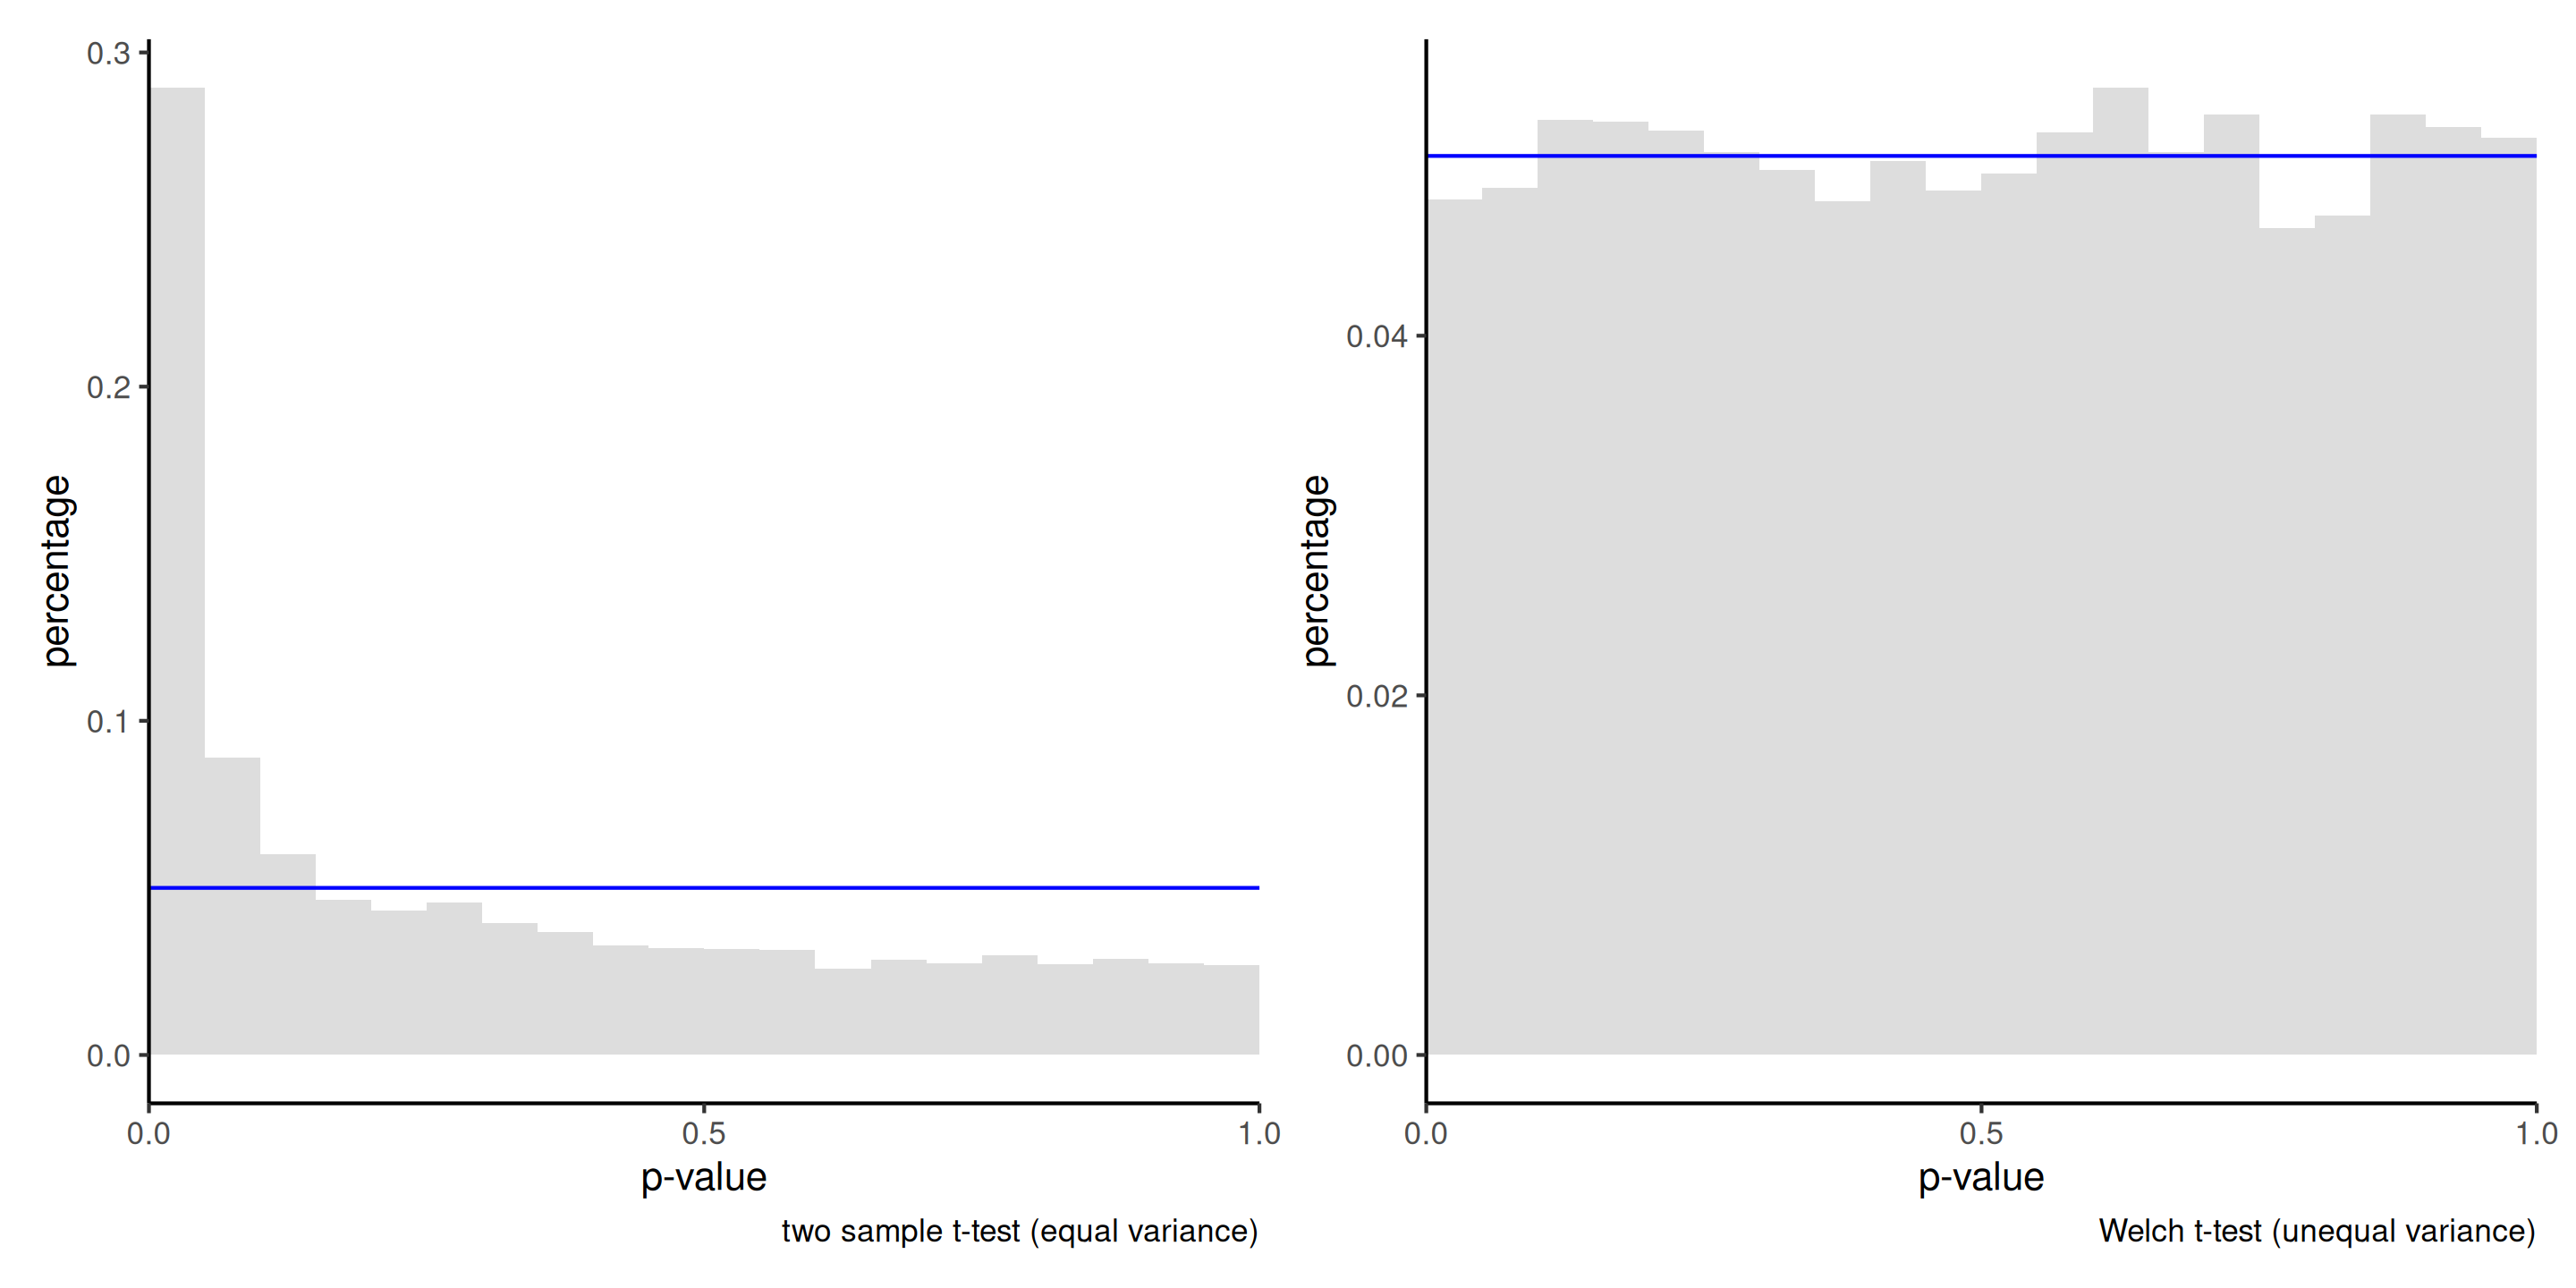 0.3
0.2
0.1
0.0
percentage
0.0 0.5 1.0
p-value
two sample t-test (equal variance)
0.04
0.02
0.00
percentage
0.0 0.5 1.0
p-value
Welch t-test (unequal variance)